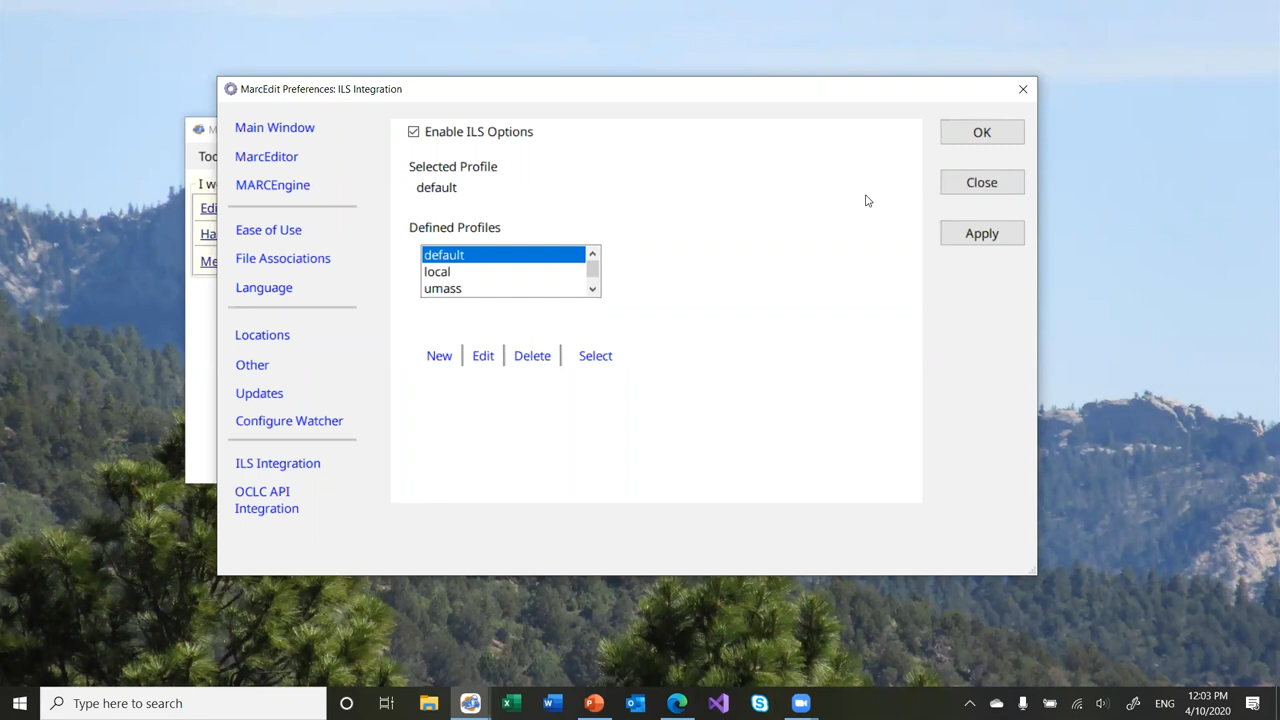 MarcEdit Preferences: ILS Integration
M
Too
I w
Edi
Ha
Me
Main Window
MarcEditor
MARCEngine
Ease of Use
File Associations
Language
Locations
Other
Updates
Configure Watcher
ILS Integration
OCLC API
Integration
Enable ILS Options
Selected Profile
default
Defined Profiles
default
local
umass
New
Edit
Delete
Select
OK
Close
Apply
Type here to search
ENG
12:03 PM
4/10/2020